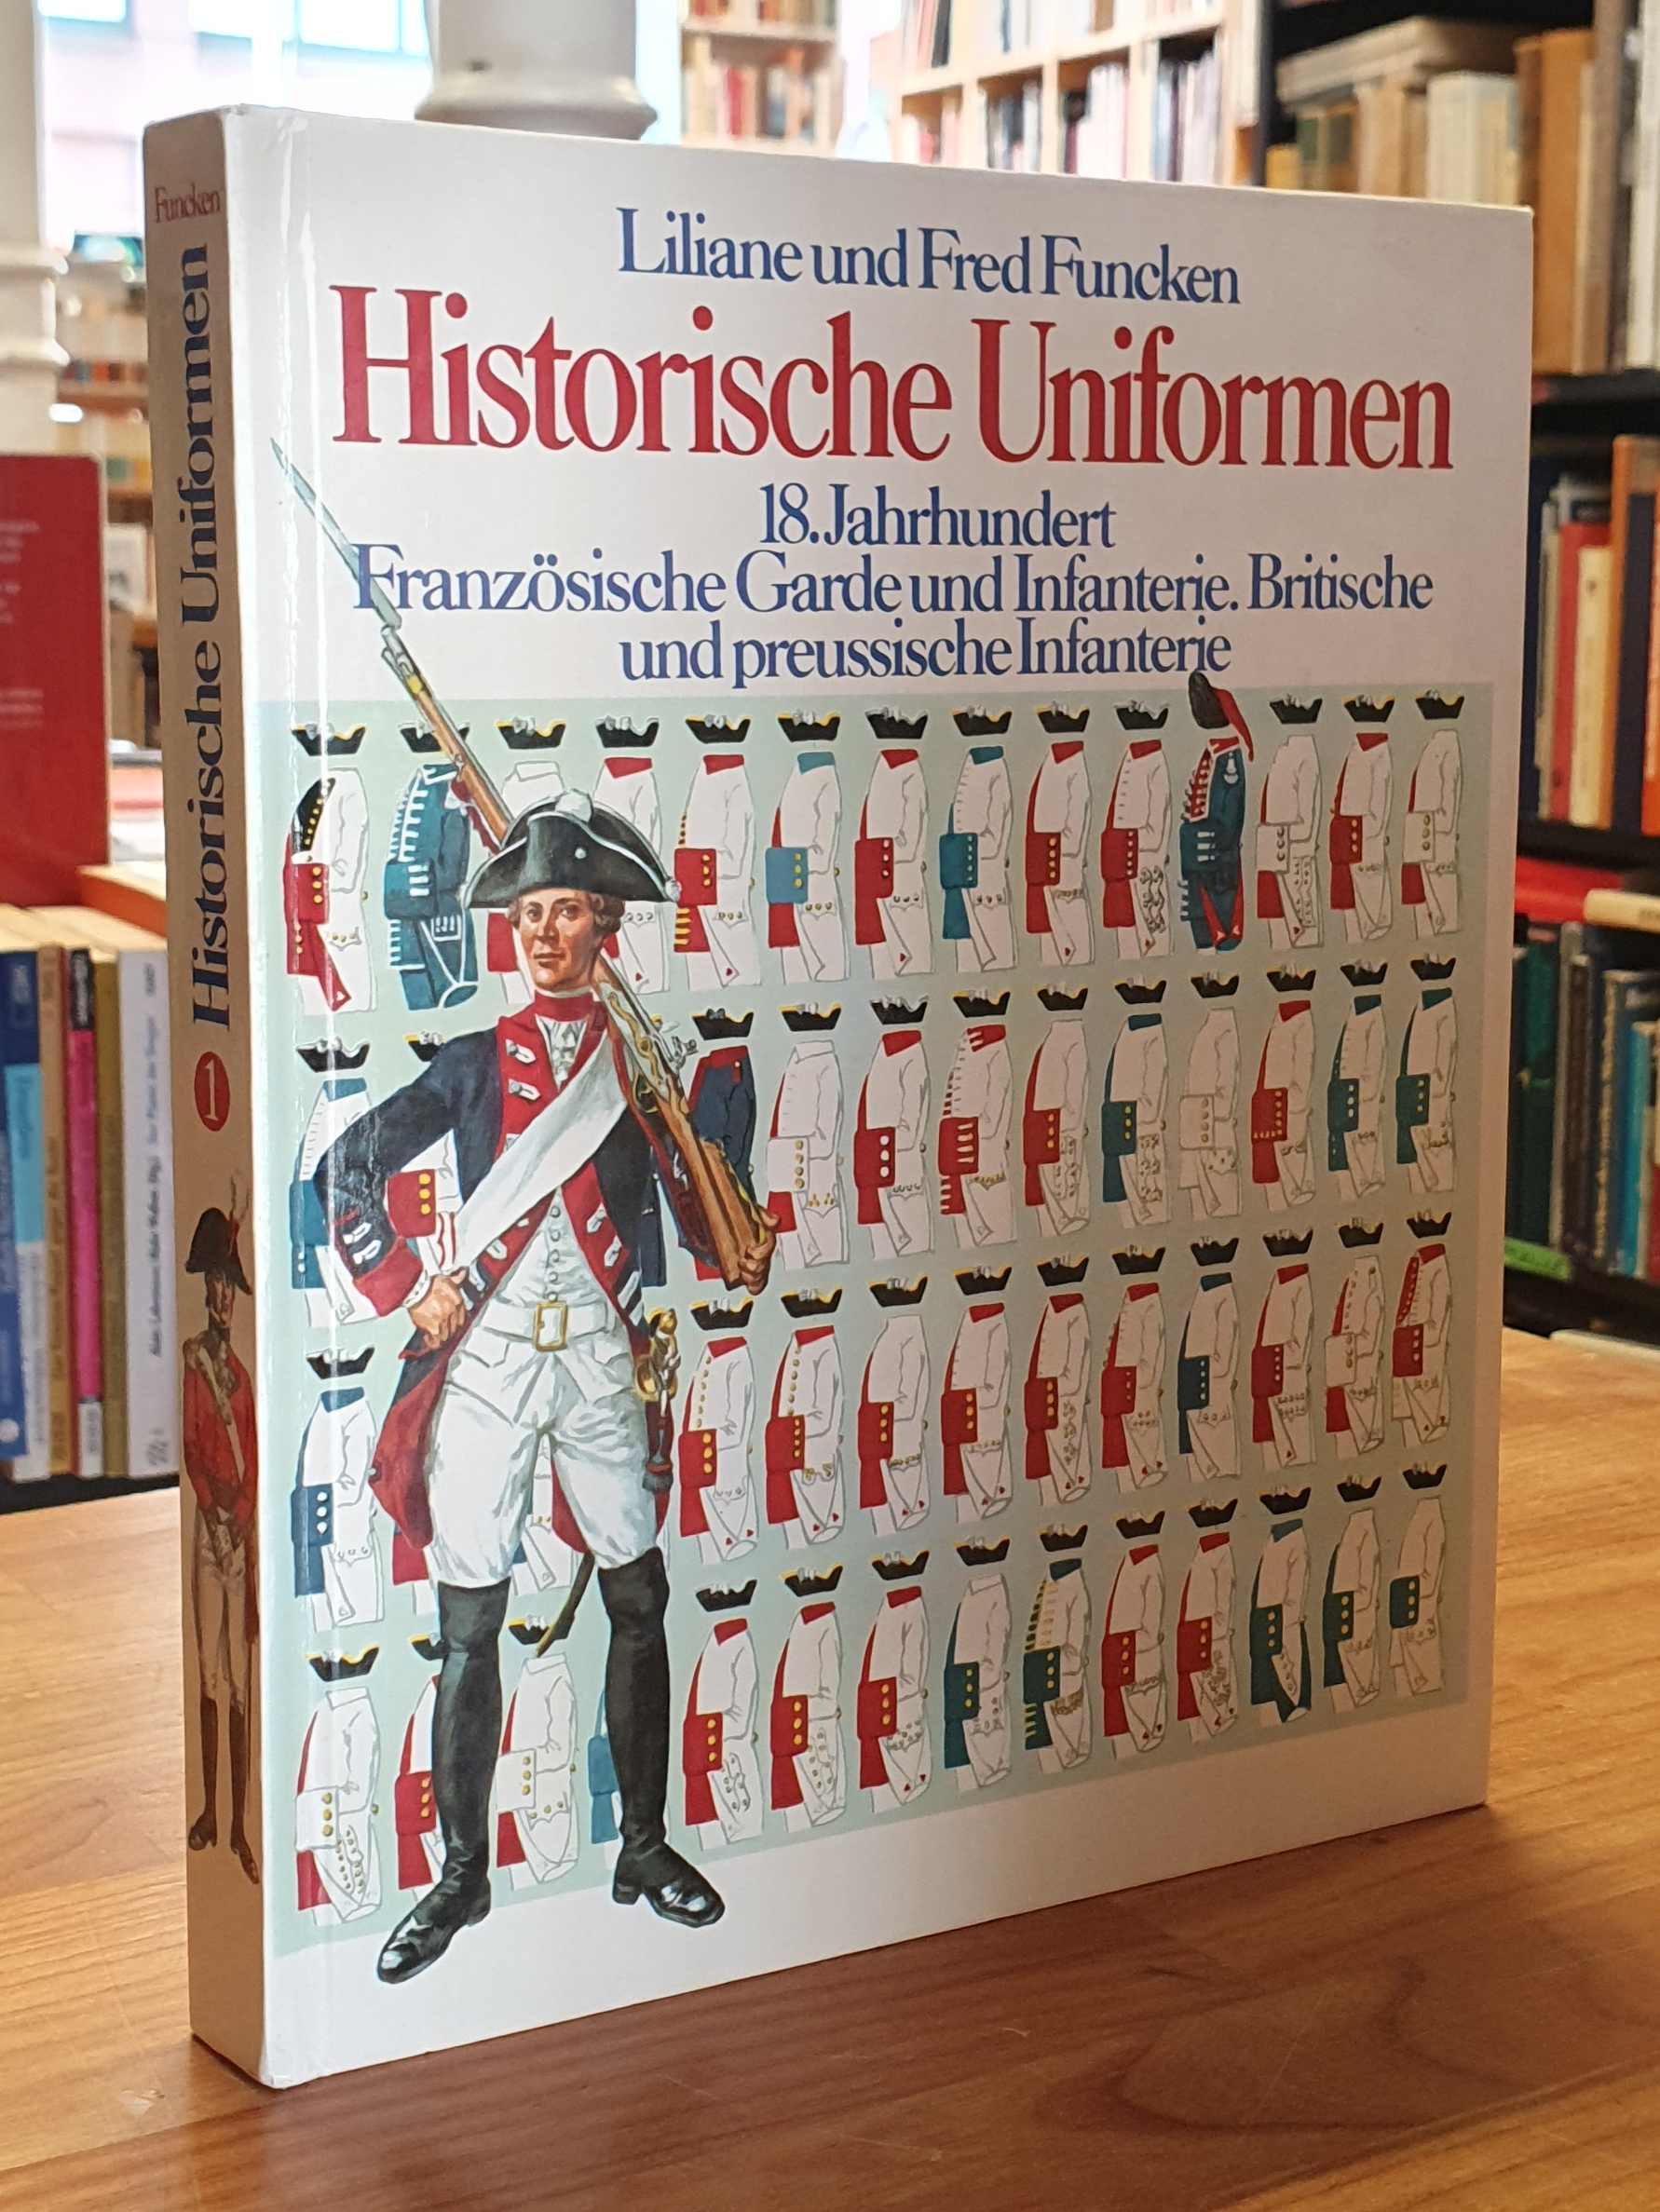 Liliane und Fred Funcken
Historische Uniformen
18. Jahrhundert
Französische Garde und Infanterie. Britische
und preussische Infanterie
Funcken
Historische Uniformen
1